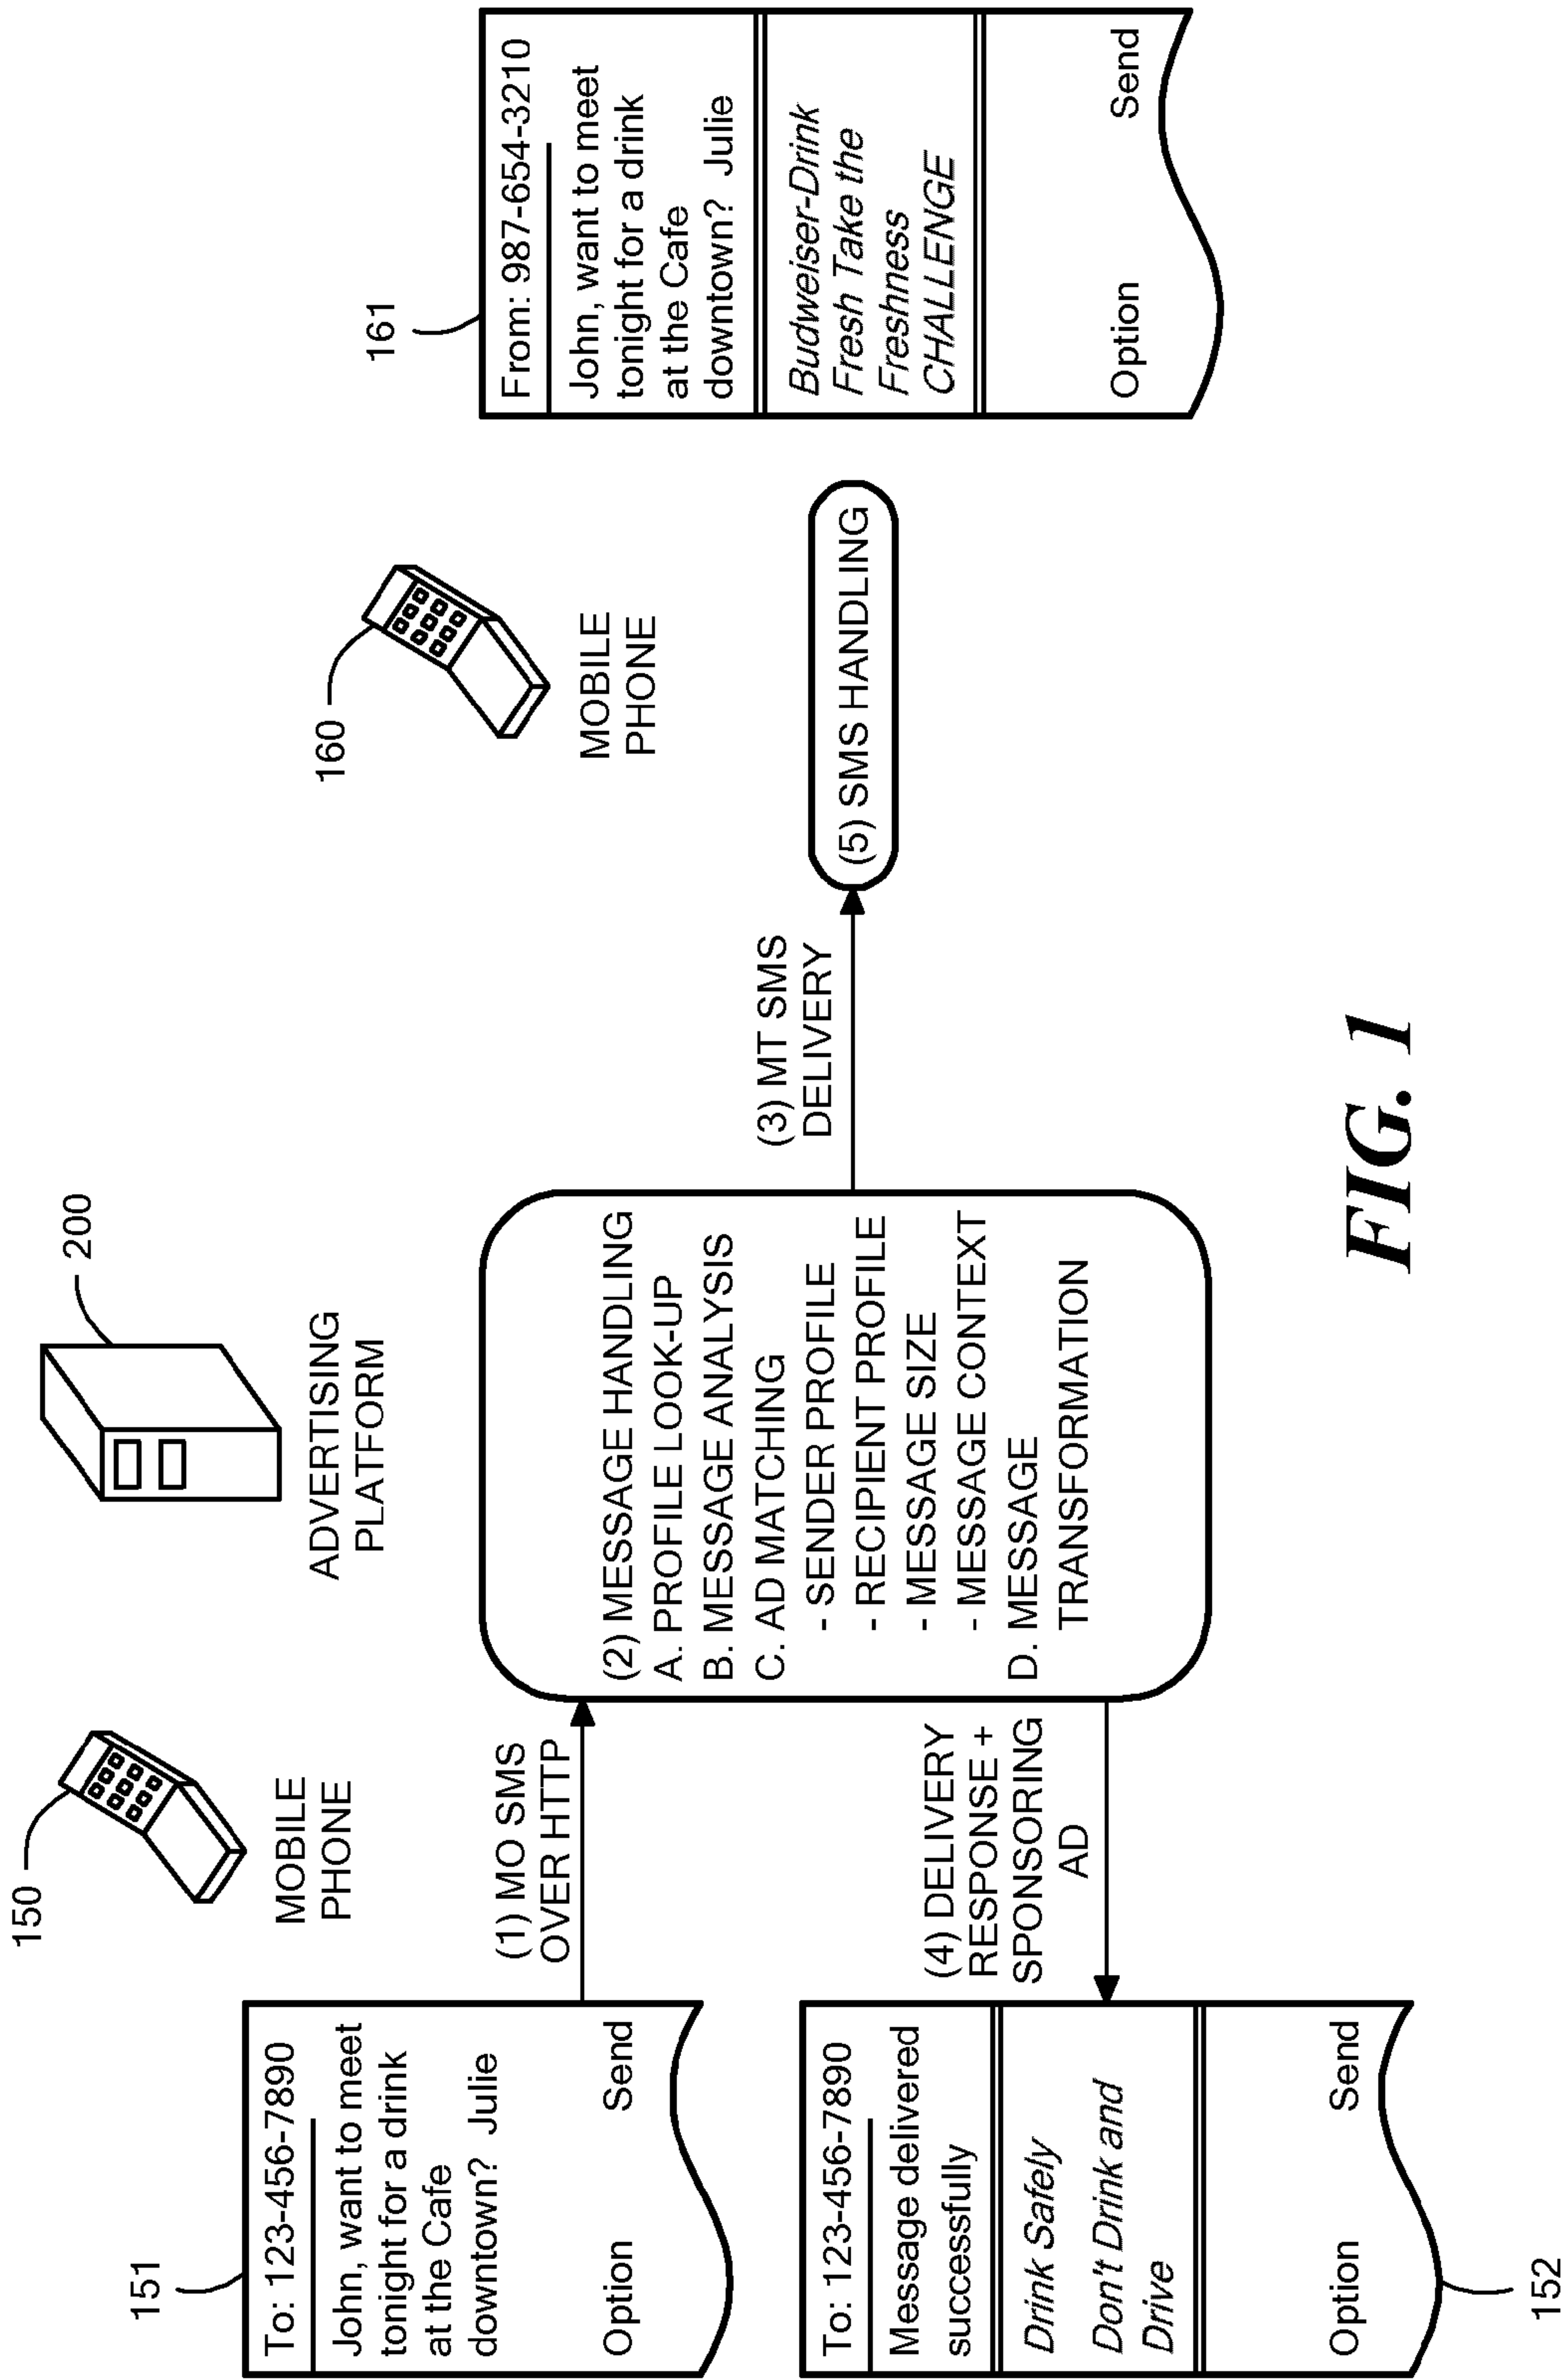 150
MOBILE
PHONE
200
ADVERTISING
PLATFORM
160
MOBILE
PHONE
151
To: 123-456-7890
John, want to meet
tonight for a drink
at the Cafe
downtown? Julie
Option Send
(1) MO SMS
OVER HTTP
(2) MESSAGE HANDLING
A. PROFILE LOOK-UP
B. MESSAGE ANALYSIS
C. AD MATCHING
- SENDER PROFILE
- RECIPIENT PROFILE
- MESSAGE SIZE
- MESSAGE CONTEXT
D. MESSAGE
TRANSFORMATION
(3) MT SMS
DELIVERY
(5) SMS HANDLING
161
From: 987-654-3210
John, want to meet
tonight for a drink
at the Cafe
downtown? Julie
Budweiser-Drink
Fresh Take the
Freshness
CHALLENGE
Option Send
(4) DELIVERY
RESPONSE +
SPONSORING
AD
To: 123-456-7890
Message delivered
successfully
Drink Safely
Don't Drink and
Drive
Option Send
152
FIG. 1